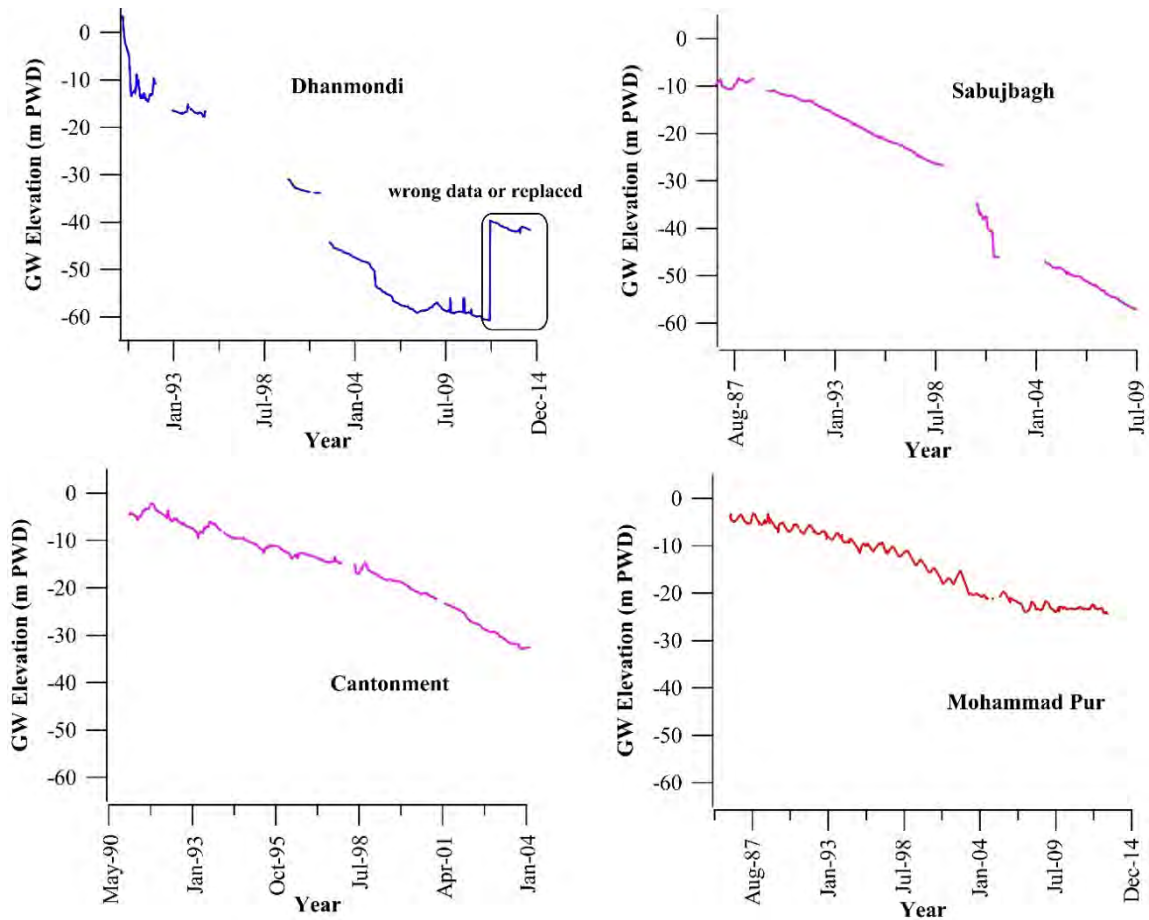 GW Elevation (m PWD)
0
-10
-20
-30
-40
-50
-60
Dhanmondi
wrong data or replaced
Jan-93
Jul-98
Jan-04
Jul-09
Dec-14
Year
GW Elevation (m PWD)
0
-10
-20
-30
-40
-50
-60
Sabujbagh
Aug-87
Jan-93
Jul-98
Jan-04
Jul-09
Year
GW Elevation (m PWD)
0
-10
-20
-30
-40
-50
-60
Cantonment
May-90
Jan-93
Oct-95
Jul-98
Apr-01
Jan-04
Year
GW Elevation (m PWD)
0
-10
-20
-30
-40
-50
-60
Mohammad Pur
Aug-87
Jan-93
Jul-98
Jan-04
Jul-09
Dec-14
Year